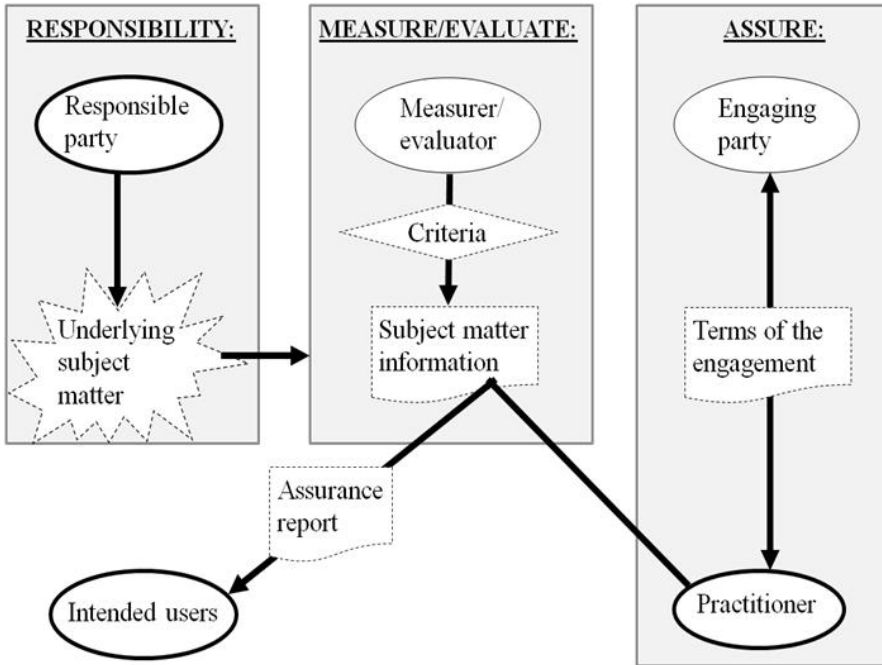 RESPONSIBILITY:
Responsible
party
Underlying
subject
matter
MEASURE/EVALUATE:
Measurer/
evaluator
Criteria
Subject matter
information
ASSURE:
Engaging
party
Terms of the
engagement
Practitioner
Assurance
report
Intended users